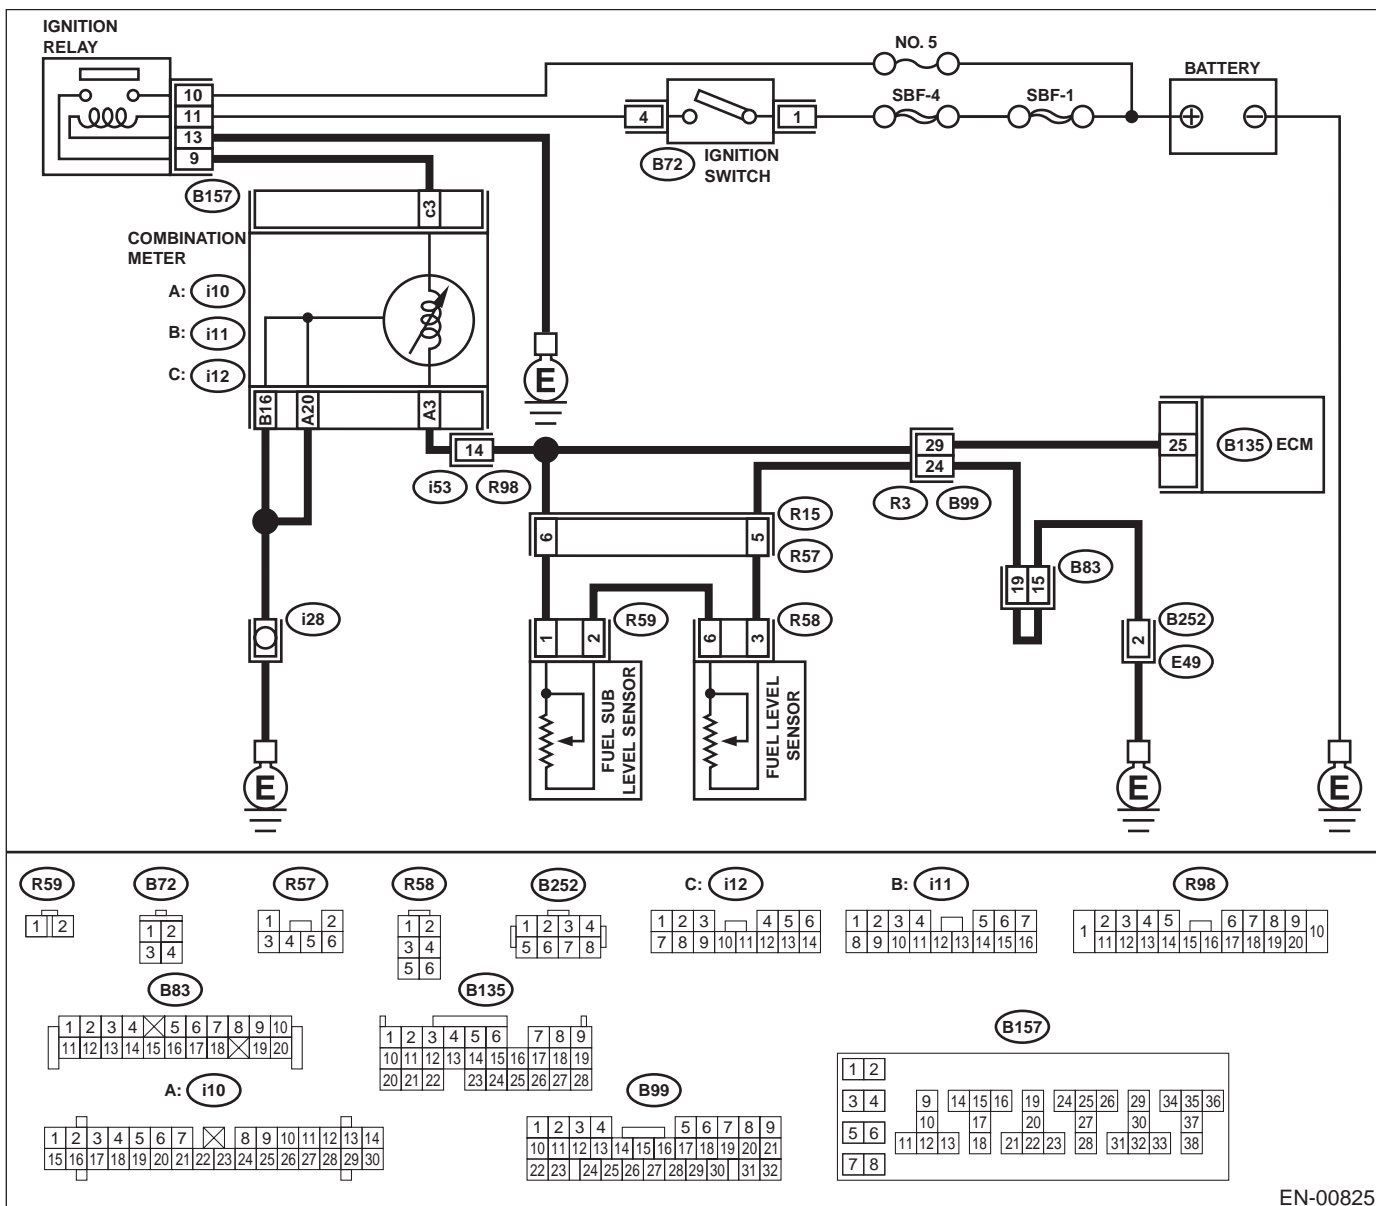 IGNITION
RELAY
NO. 5
BATTERY
10
11
13
9
4
1
SBF-4
SBF-1
B72
IGNITION
SWITCH
B157
c3
COMBINATION
METER
A: i10
B: i11
C: i12
E
B16
A20
A3
14
i53
R98
29
24
R3
B99
25
B135
ECM
6
5
R15
R57
19
15
B83
i28
1
2
R59
6
3
R58
2
B252
E49
FUEL SUB
LEVEL SENSOR
FUEL LEVEL
SENSOR
E
E
E
R59
B72
R57
R58
B252
C: i12
B: i11
R98
1 2
1 2
3 4
1 2
3 4 5 6
1 2
3 4
5 6
1 2 3 4
5 6 7 8
1 2 3 4 5 6
7 8 9 10 11 12 13 14
1 2 3 4 5 6 7
8 9 10 11 12 13 14 15 16
1 2 3 4 5 6 7 8 9 10
11 12 13 14 15 16 17 18 19 20
B83
B135
B157
1 2 3 4 5 6 7 8 9 10
11 12 13 14 15 16 17 18 19 20
1 2 3 4 5 6 7 8 9
10 11 12 13 14 15 16 17 18 19
20 21 22 23 24 25 26 27 28
1 2
3 4
5 6
7 8
9 14 15 16 19 24 25 26 29 34 35 36
10 17 20 27 30 37
11 12 13 18 21 22 23 28 31 32 33 38
A: i10
B99
1 2 3 4 5 6 7 8 9 10 11 12 13 14
15 16 17 18 19 20 21 22 23 24 25 26 27 28 29 30
1 2 3 4 5 6 7 8 9
10 11 12 13 14 15 16 17 18 19 20 21
22 23 24 25 26 27 28 29 30 31 32
EN-00825